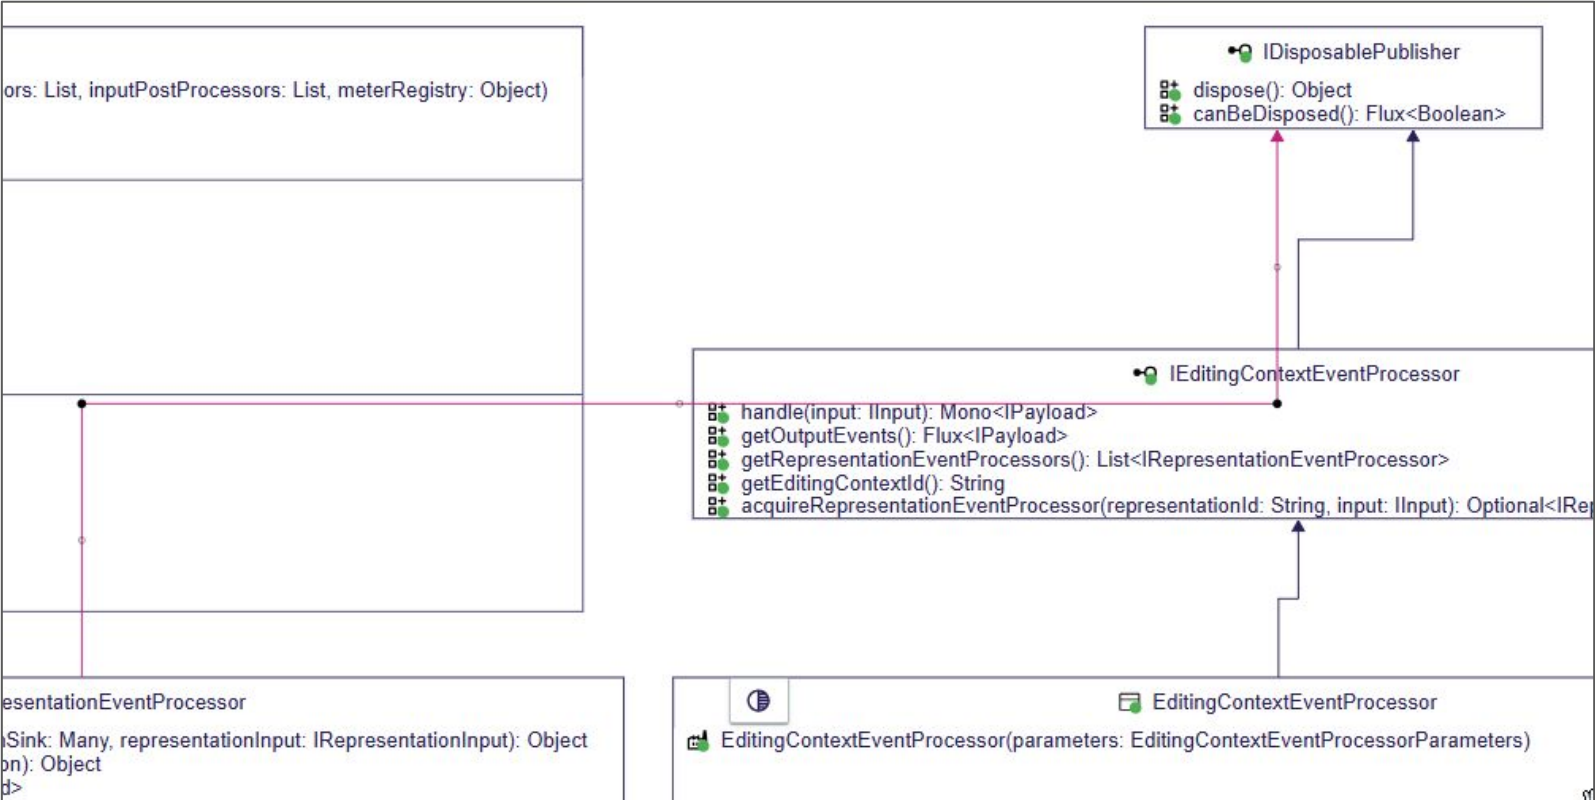 ors: List, inputPostProcessors: List, meterRegistry: Object)
IDisposablePublisher
dispose(): Object
canBeDisposed(): Flux<Boolean>
IEditingContextEventProcessor
handle(input: IInput): Mono<IPayload>
getOutputEvents(): Flux<IPayload>
getRepresentationEventProcessors(): List<IRepresentationEventProcessor>
getEditingContextId(): String
acquireRepresentationEventProcessor(representationId: String, input: IInput): Optional<IRep
esentationEventProcessor
Sink: Many, representationInput: IRepresentationInput): Object
on): Object
d>
EditingContextEventProcessor
EditingContextEventProcessor(parameters: EditingContextEventProcessorParameters)